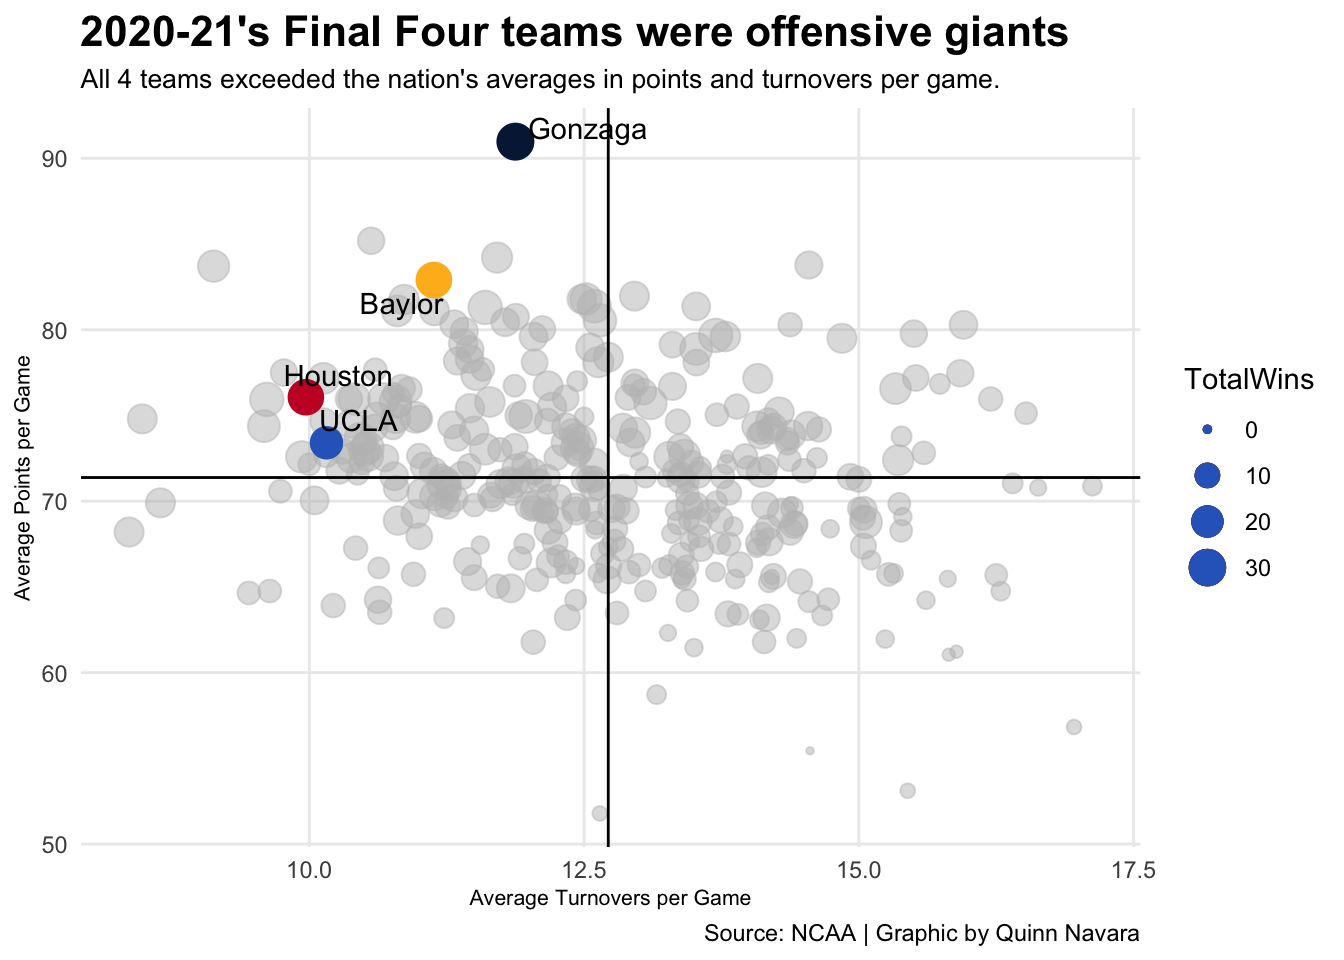 2020-21's Final Four teams were offensive giants
All 4 teams exceeded the nation's averages in points and turnovers per game.
Gonzaga
Baylor
Houston
UCLA
90
80
70
60
50
Average Points per Game
10.0
12.5
15.0
17.5
Average Turnovers per Game
TotalWins
0
10
20
30
Source: NCAA | Graphic by Quinn Navara